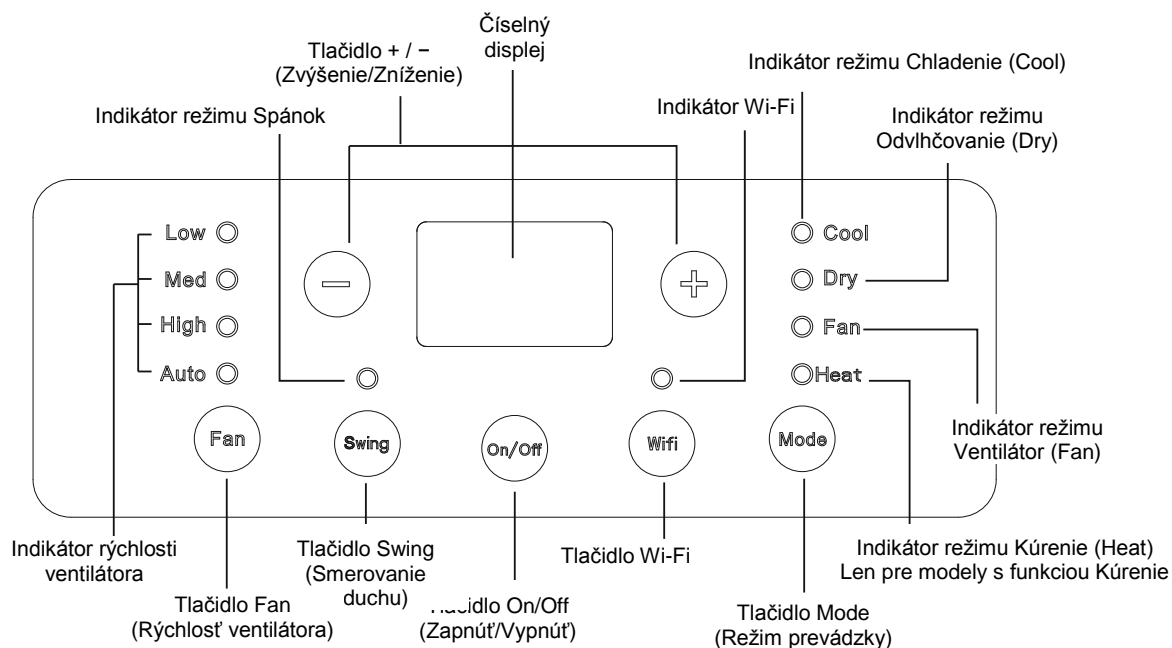 Číselný
displej
Tlačidlo + / −
(Zvýšenie/Zníženie)
Indikátor režimu Chladenie (Cool)
Indikátor režimu Spánok
Indikátor Wi-Fi
Indikátor režimu
Odvlhčovanie (Dry)
Low
Med
High
Auto
−
+
Cool
Dry
Fan
Heat
Fan
Swing
On/Off
Wifi
Mode
Indikátor režimu
Ventilátor (Fan)
Indikátor rýchlosti
ventilátora
Tlačidlo Swing
(Smerovanie
duchu)
Tlačidlo Wi-Fi
Indikátor režimu Kúrenie (Heat)
Len pre modely s funkciou Kúrenie
Tlačidlo Fan
(Rýchlosť ventilátora)
Tlačidlo On/Off
(Zapnúť/Vypnúť)
Tlačidlo Mode
(Režim prevádzky)